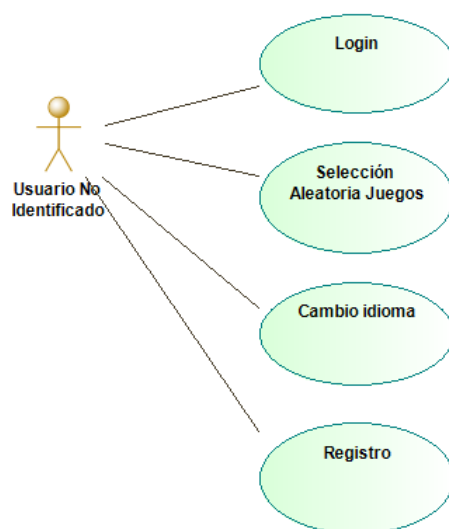 Login
Usuario No
Identificado
Selección
Aleatoria Juegos
Cambio idioma
Registro